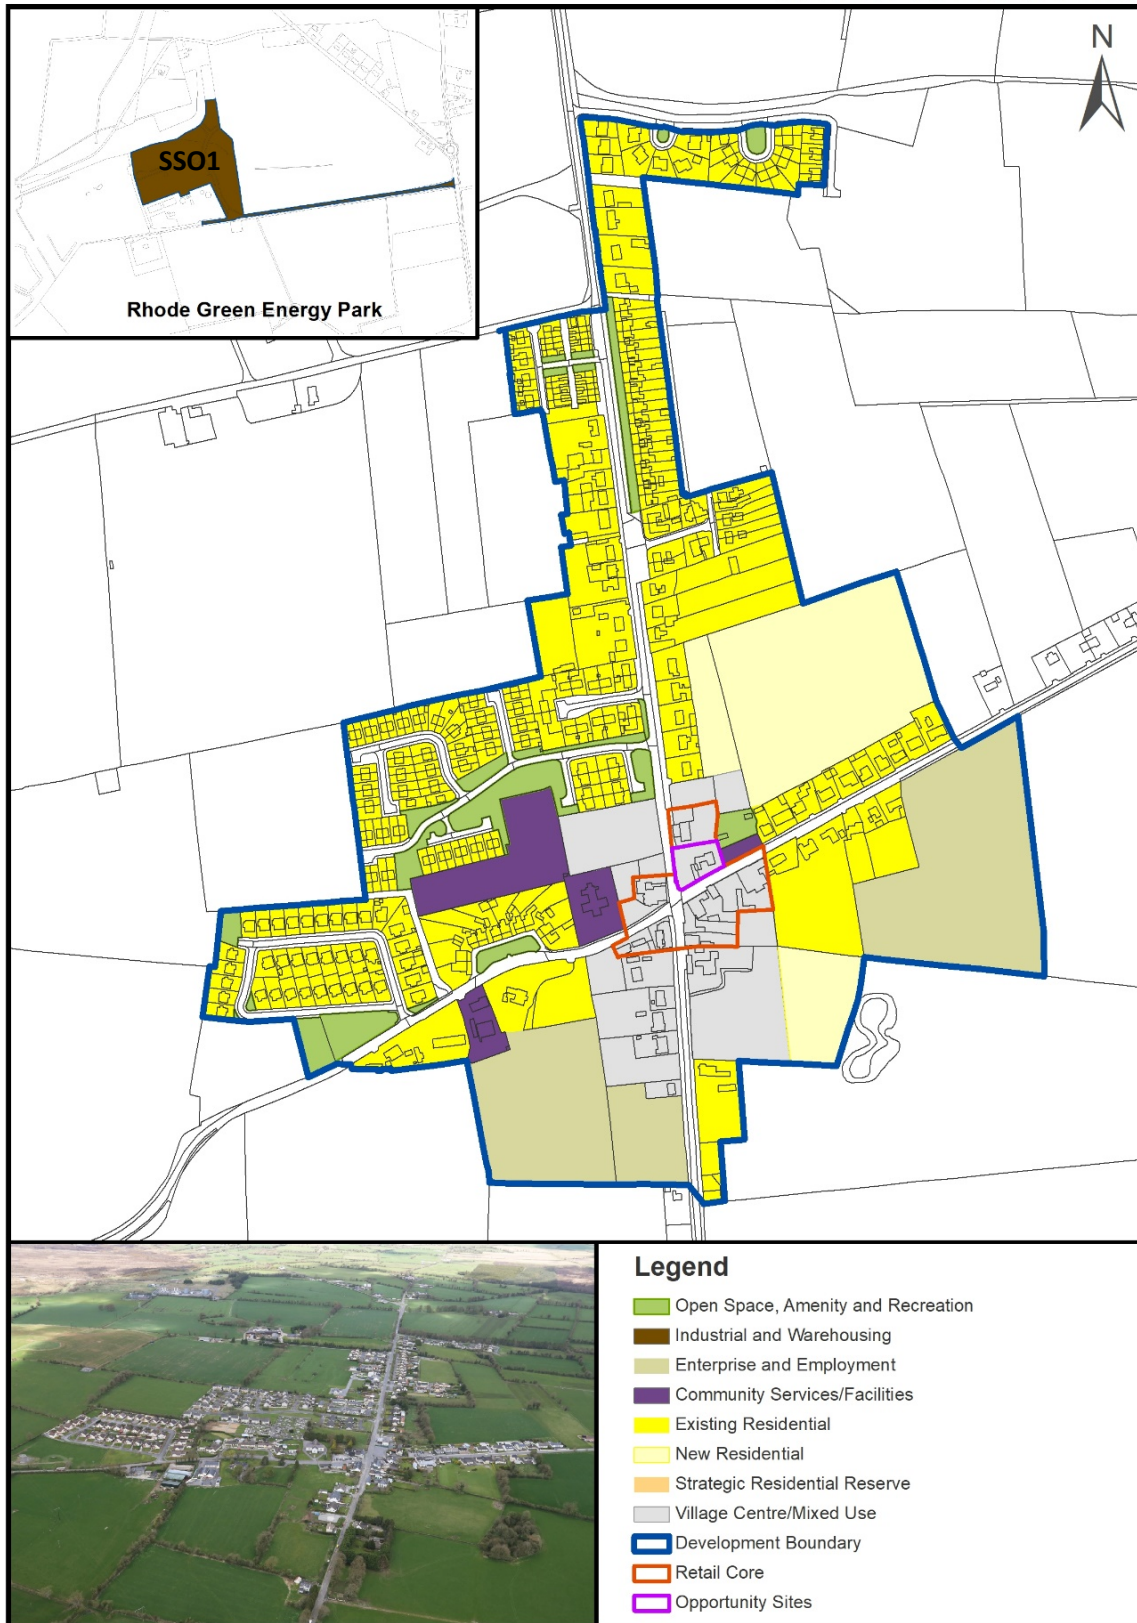 SSO1
Rhode Green Energy Park
N
Legend
Open Space, Amenity and Recreation
Industrial and Warehousing
Enterprise and Employment
Community Services/Facilities
Existing Residential
New Residential
Strategic Residential Reserve
Village Centre/Mixed Use
Development Boundary
Retail Core
Opportunity Sites